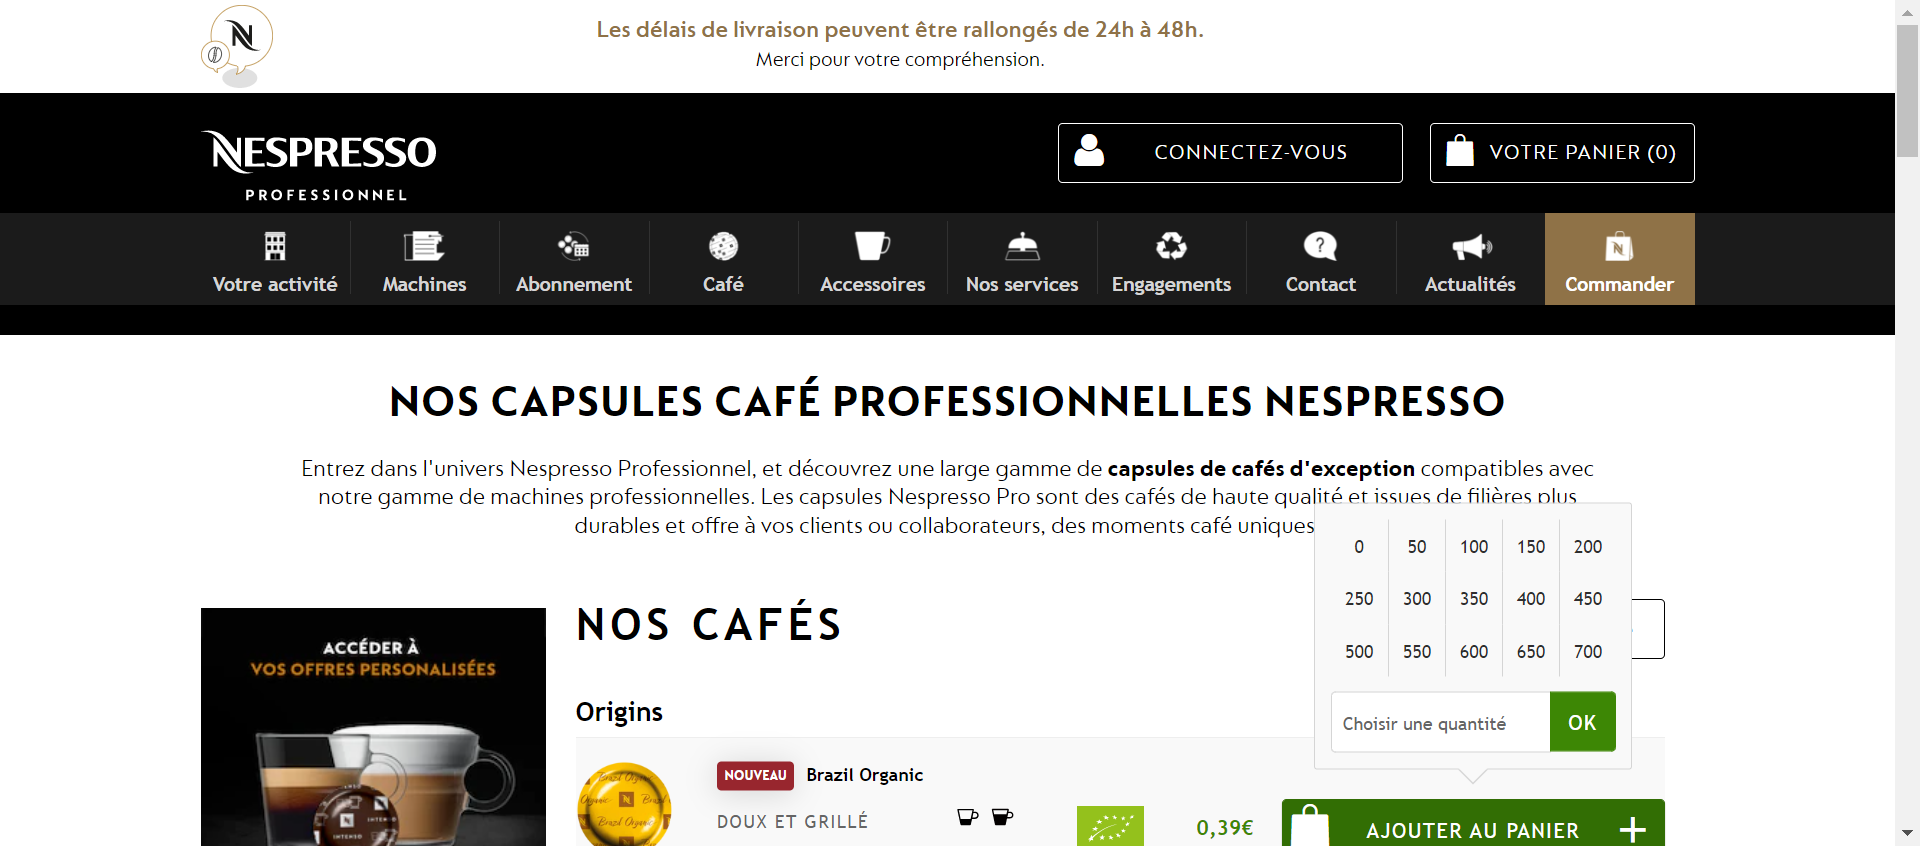 Les délais de livraison peuvent être rallongés de 24h à 48h.
Merci pour votre compréhension.
NESPRESSO
PROFESSIONNEL
CONNECTEZ-VOUS
VOTRE PANIER (0)
Votre activité
Machines
Abonnement
Café
Accessoires
Nos services
Engagements
Contact
Actualités
Commander
NOS CAPSULES CAFÉ PROFESSIONNELLES NESPRESSO
Entrez dans l'univers Nespresso Professionnel, et découvrez une large gamme de capsules de cafés d'exception compatibles avec
notre gamme de machines professionnelles. Les capsules Nespresso Pro sont des cafés de haute qualité et issues de filières plus
durables et offre à vos clients ou collaborateurs, des moments café uniques
0 50 100 150 200
250 300 350 400 450
500 550 600 650 700
Choisir une quantité
OK
ACCÉDER À
VOS OFFRES PERSONALISÉES
INTENSO
INTENSO
NOS CAFÉS
Origins
NOUVEAU
Brazil Organic
DOUX ET GRILLÉ
Brazil Organic
0,39€
AJOUTER AU PANIER